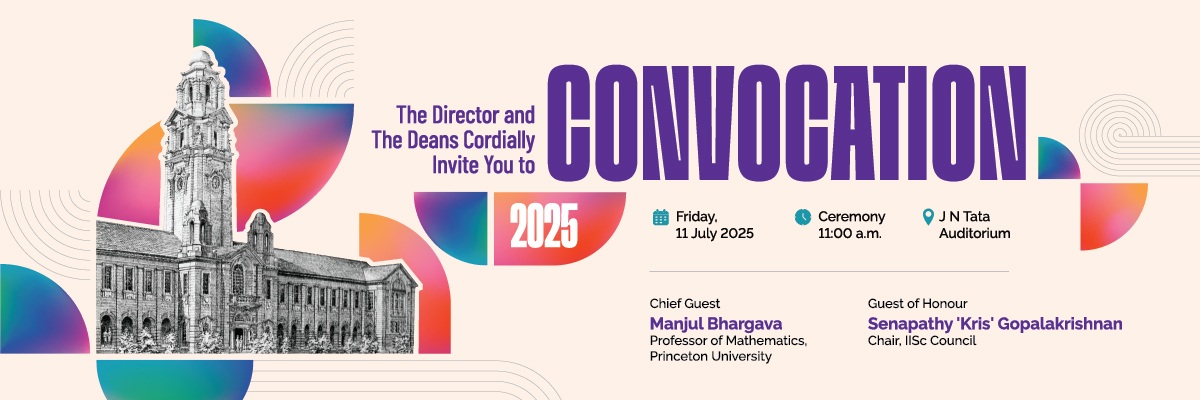 The Director and
The Deans Cordially
Invite You to
CONVOCATION
2025
Friday,
11 July 2025
Ceremony
11:00 a.m.
J N Tata
Auditorium
Chief Guest
Manjul Bhargava
Professor of Mathematics,
Princeton University
Guest of Honour
Senapathy 'Kris' Gopalakrishnan
Chair, IISc Council